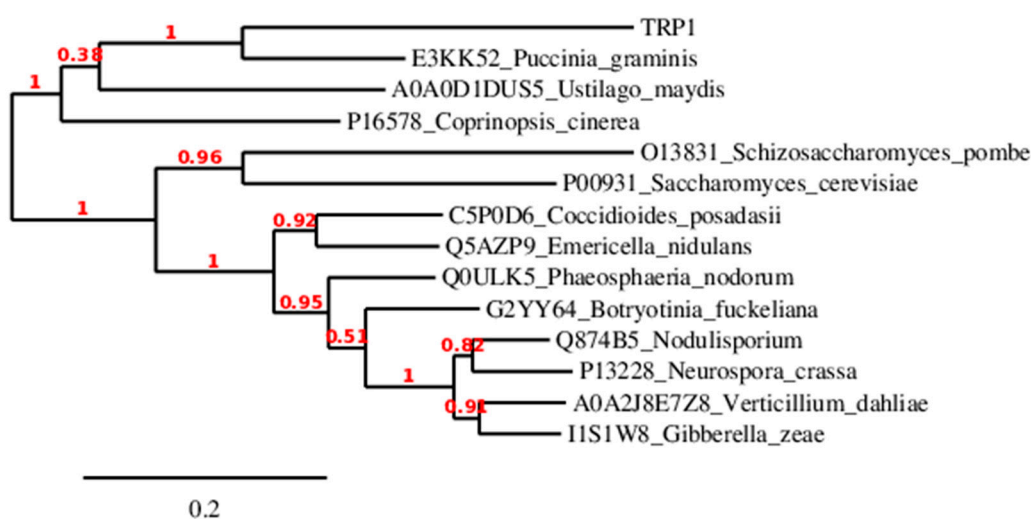 1
TRP1
E3KK52_Puccinia_graminis
0.38
1
A0A0D1DUS5_Ustilago_maydis
P16578_Coprinopsis_cinerea
0.96
O13831_Schizosaccharomyces_pombe
P00931_Saccharomyces_cerevisiae
1
0.92
C5P0D6_Coccidioides_posadasii
Q5AZP9_Emericella_nidulans
1
Q0ULK5_Phaeosphaeria_nodorum
0.95
G2YY64_Botryotinia_fuckeliana
0.51
0.82
Q874B5_Nodulisporium
1
P13228_Neurospora_crassa
0.91
A0A2J8E7Z8_Verticillium_dahliae
I1S1W8_Gibberella_zeae
0.2